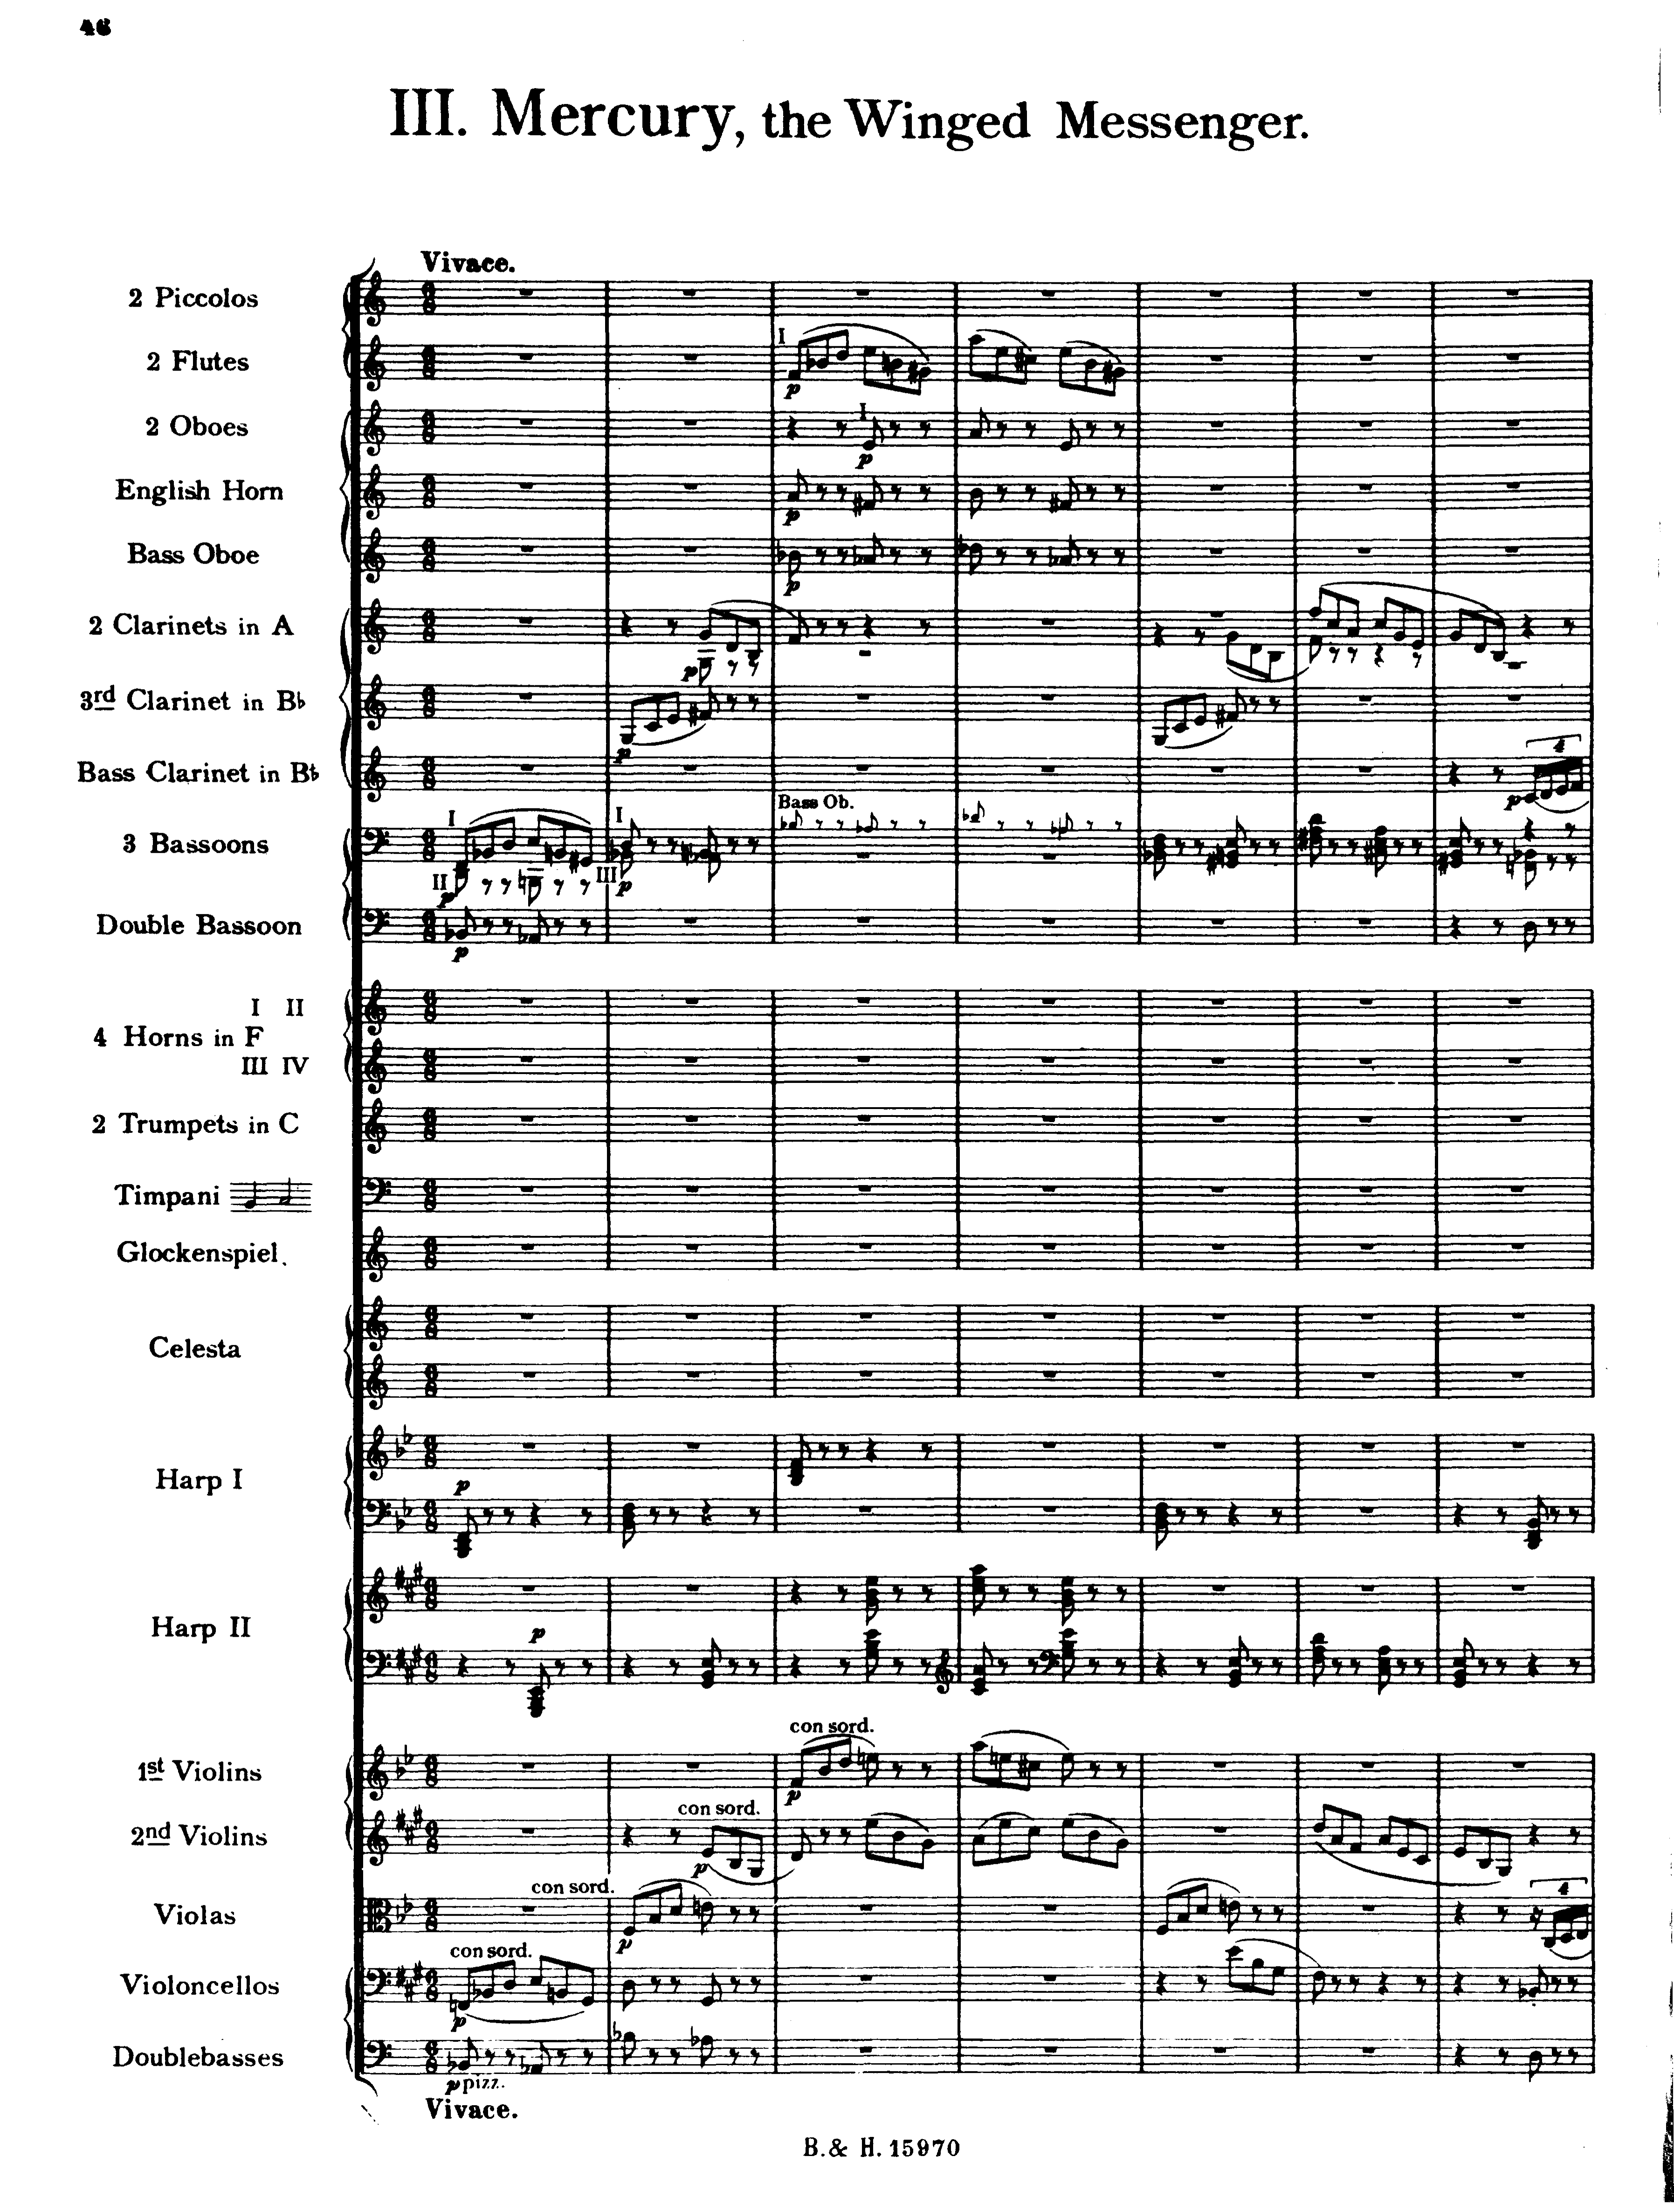 46
III. Mercury, the Winged Messenger.
Vivace.
2 Piccolos
I
2 Flutes
p
I
2 Oboes
p
English Horn
p
Bass Oboe
p
2 Clarinets in A
p
3rd Clarinet in B♭
p
4
Bass Clarinet in B♭
p
Bass Ob.
I I
3 Bassoons
II p III p
Double Bassoon
p
I II
4 Horns in F
III IV
2 Trumpets in C
Timpani
Glockenspiel.
Celesta
Harp I
p
Harp II
p
con sord.
1st Violins
p
con sord.
2nd Violins
p
con sord.
4
Violas
p
con sord.
Violoncellos
p
Doublebasses
p pizz.
Vivace.
B. & H. 15970